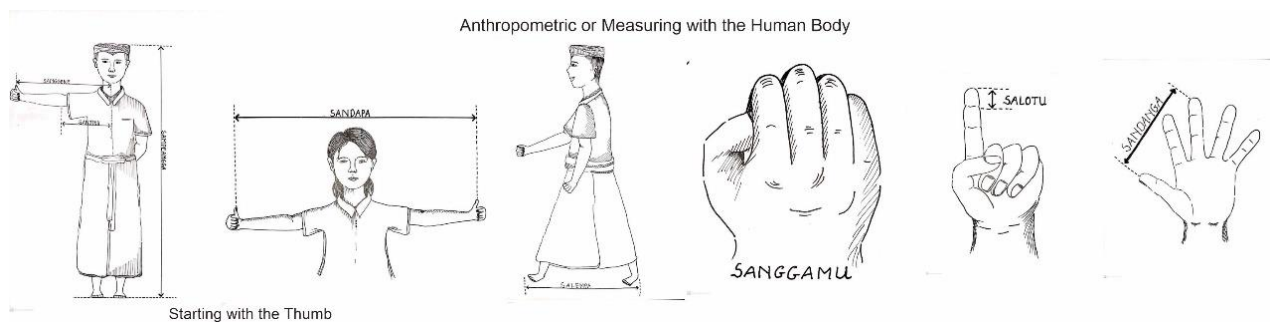 Anthropometric or Measuring with the Human Body
SANDAPA
SALOTU
SANDANGA
SANGGAMU
Starting with the Thumb